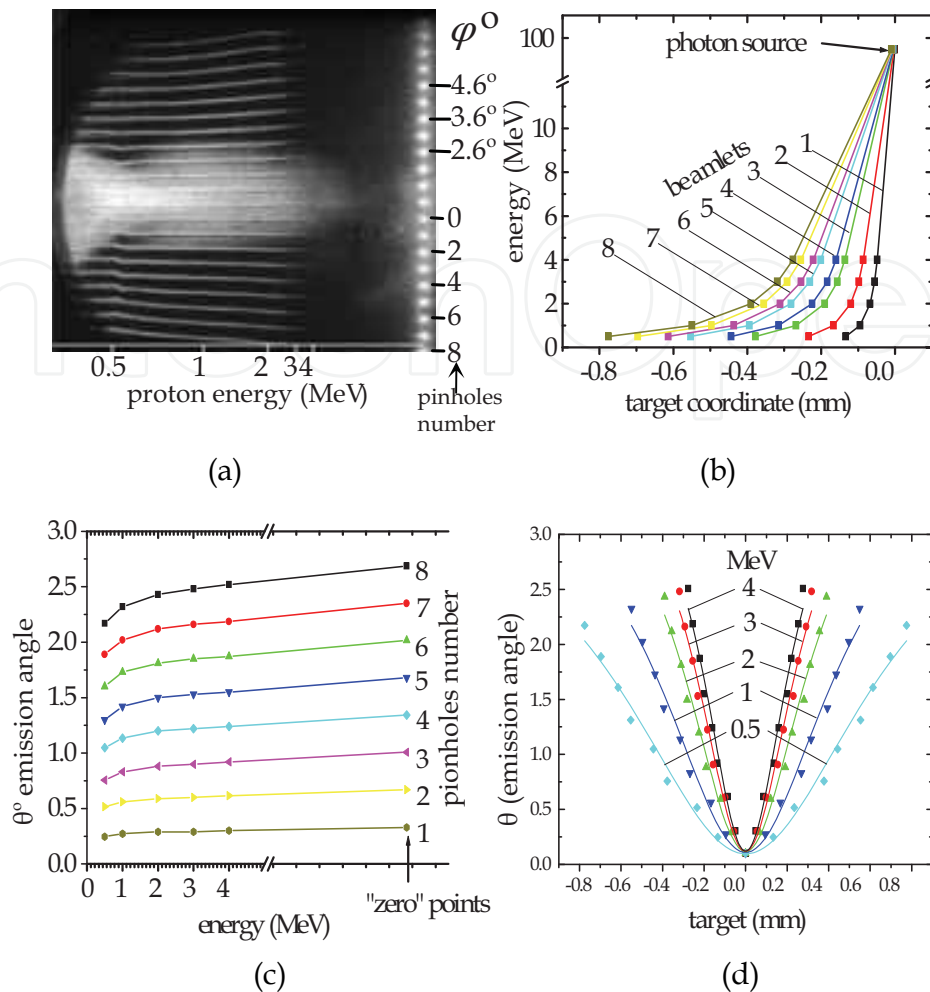 φ°
4.6°
3.6°
2.6°
0
2
4
6
8
0.5 1 2 3 4
proton energy (MeV)
pinholes
number
(a)
100
10
8
6
4
2
0
energy (MeV)
photon source
beamlets
1
2
3
4
5
6
7
8
-0.8 -0.6 -0.4 -0.2 0.0
target coordinate (mm)
(b)
3.0
2.5
2.0
1.5
1.0
0.5
0.0
θ° emission angle
8
7
6
5
4
3
2
1
pionholes number
0 1 2 3 4
energy (MeV)
"zero" points
(c)
3.0
2.5
2.0
1.5
1.0
0.5
0.0
θ (emission angle)
MeV
4
3
2
1
0.5
-0.8 -0.6 -0.4 -0.2 0.0 0.2 0.4 0.6 0.8
target (mm)
(d)